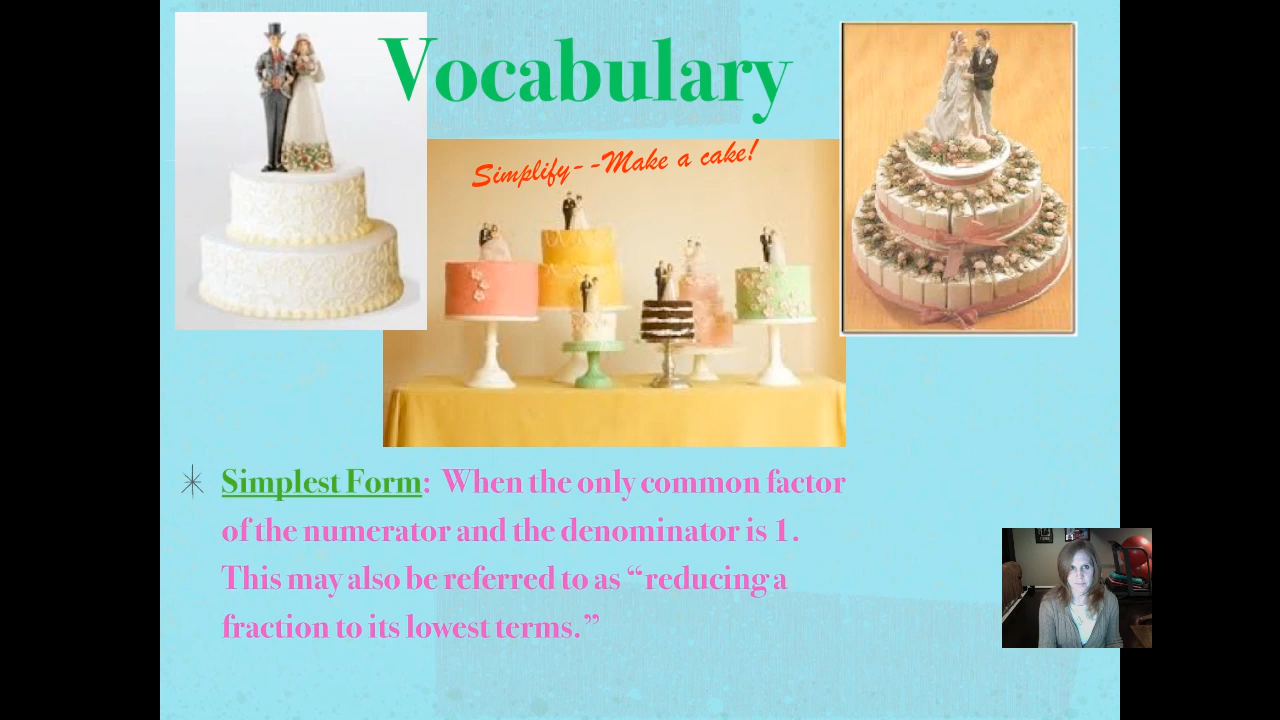 Vocabulary
Simplify- -Make a cake!
Simplest Form: When the only common factor
of the numerator and the denominator is 1.
This may also be referred to as “reducing a
fraction to its lowest terms.”